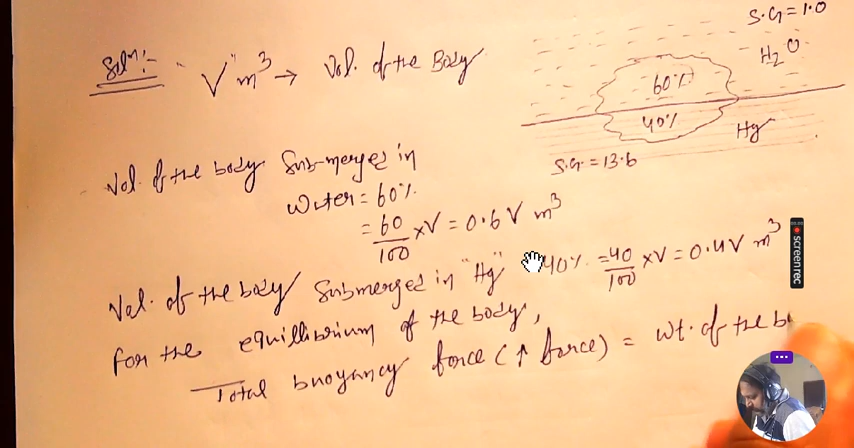 S.G = 1.0
Soln:- "V" m³ → Vol. of the Body
H₂O
60%
40%
Hg
S.G. = 13.6
Vol. of the body Submerged in
Water = 60%
= 60/100 × V = 0.6 V m³
Vol. of the body Submerged in "Hg" 40% = 40/100 × V = 0.4V m³
for the equillibrium of the body,
Total buoyancy force (↑ force) = Wt. of the b
screenrec